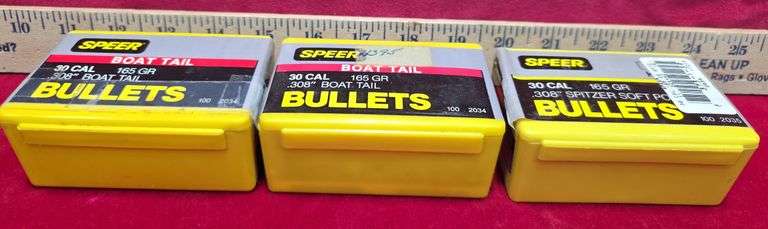 10 11 12 13 14 15 16 17 18 19 20 21 22 23 24 25
ed?
EAN UP
Rags • Glov
SPEER
BOAT TAIL
30 CAL 165 GR
.308" BOAT TAIL
BULLETS
100 2034
SPEER
BOAT TAIL
30 CAL 165 GR
.308" BOAT TAIL
BULLETS
100 2034
SPEER
30 CAL 165 GR
.308" SPITZER SOFT PO
BULLETS
100 2035